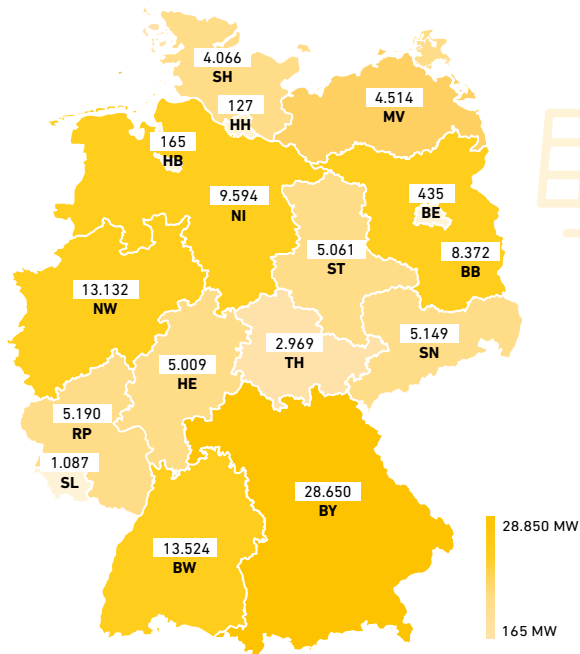 4.066
SH
127
HH
4.514
MV
165
HB
9.594
NI
435
BE
5.061
ST
8.372
BB
13.132
NW
2.969
TH
5.149
SN
5.009
HE
5.190
RP
1.087
SL
28.650
BY
13.524
BW
28.850 MW
165 MW